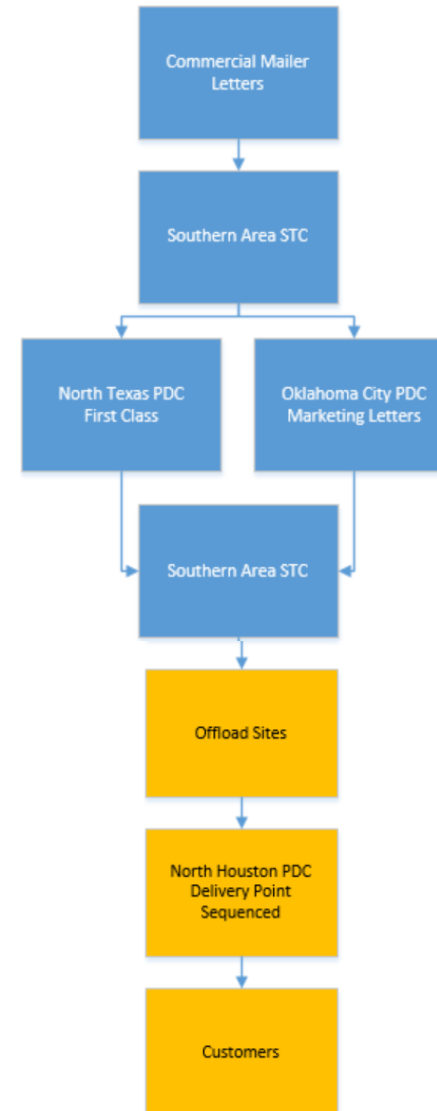 Commercial Mailer
Letters
Southern Area STC
North Texas PDC
First Class
Oklahoma City PDC
Marketing Letters
Southern Area STC
Offload Sites
North Houston PDC
Delivery Point
Sequenced
Customers